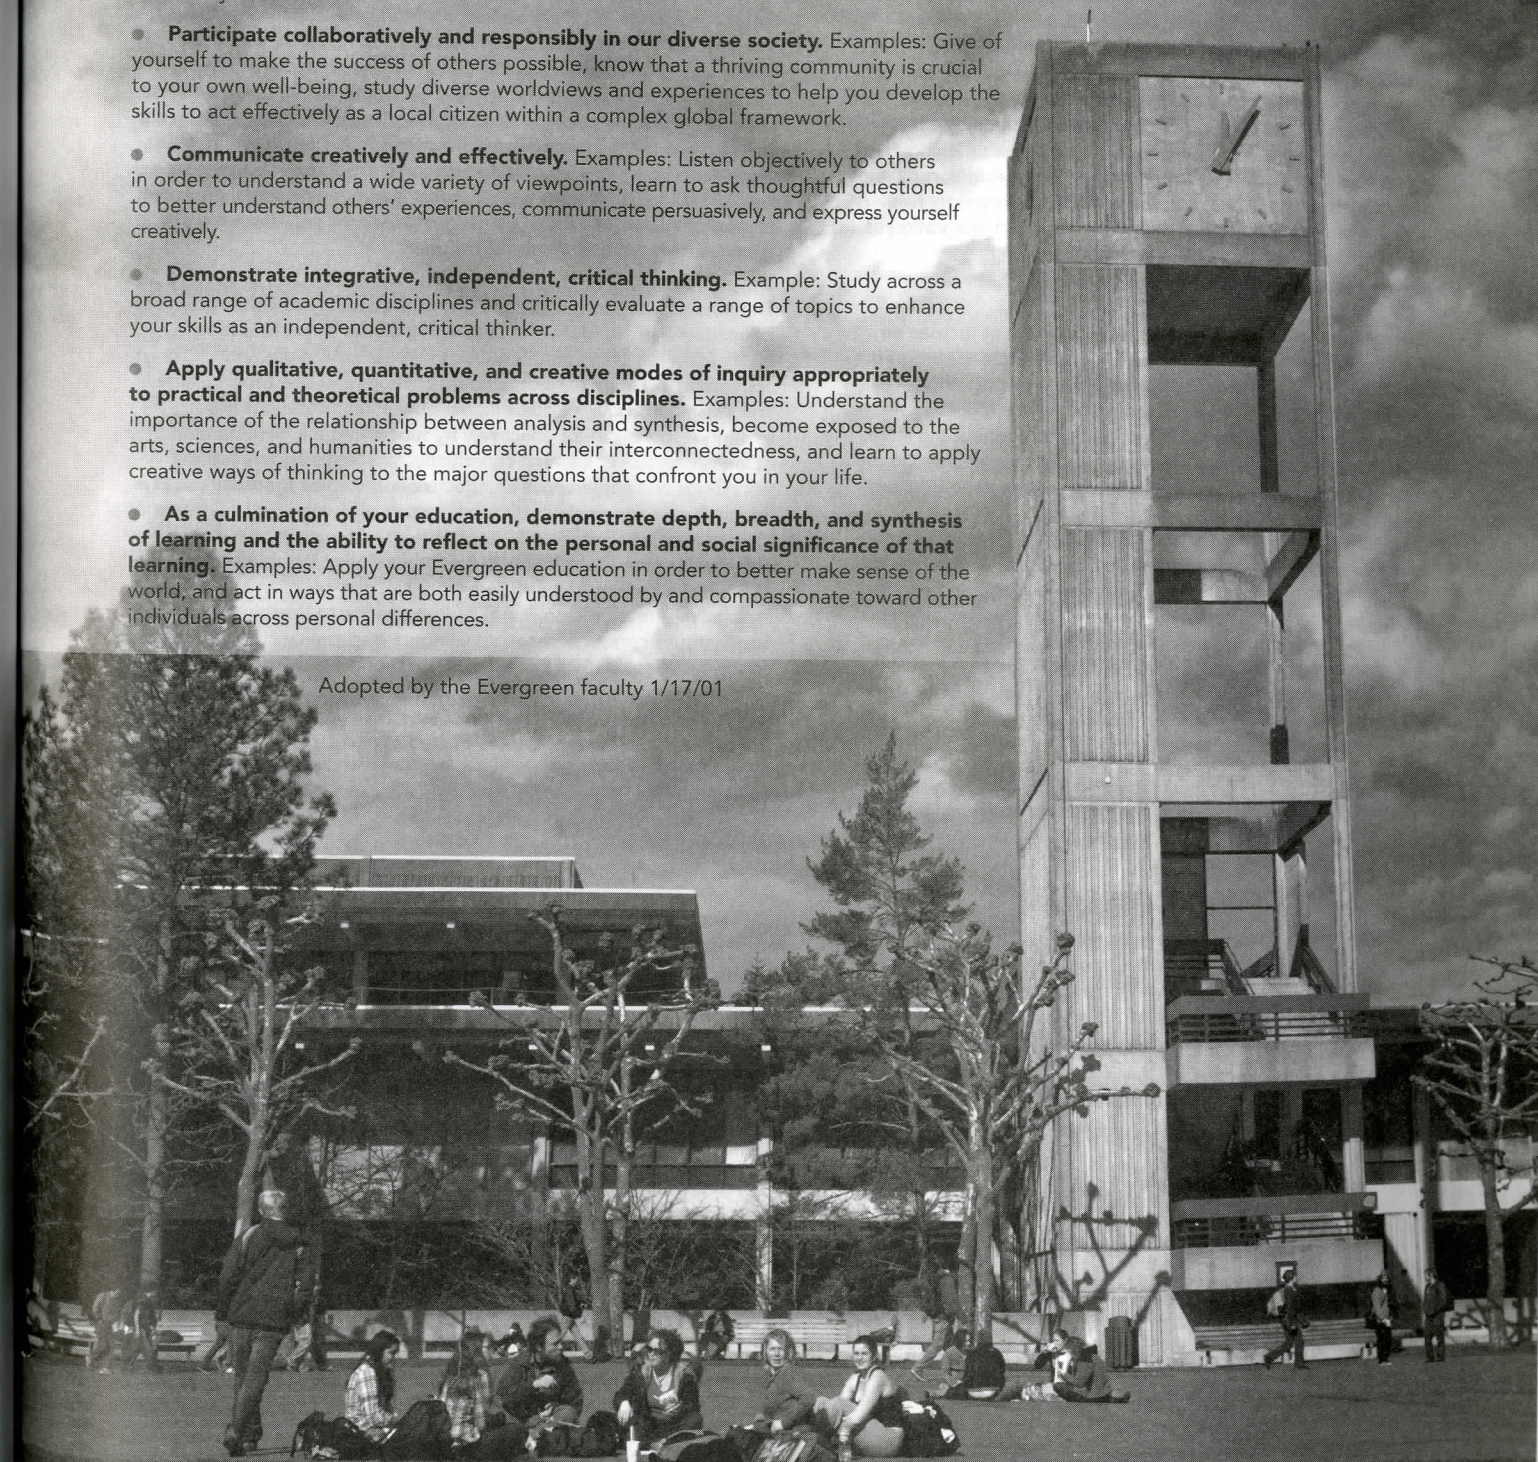 ● Participate collaboratively and responsibly in our diverse society. Examples: Give of
yourself to make the success of others possible, know that a thriving community is crucial
to your own well-being, study diverse worldviews and experiences to help you develop the
skills to act effectively as a local citizen within a complex global framework.
● Communicate creatively and effectively. Examples: Listen objectively to others
in order to understand a wide variety of viewpoints, learn to ask thoughtful questions
to better understand others' experiences, communicate persuasively, and express yourself
creatively.
● Demonstrate integrative, independent, critical thinking. Example: Study across a
broad range of academic disciplines and critically evaluate a range of topics to enhance
your skills as an independent, critical thinker.
● Apply qualitative, quantitative, and creative modes of inquiry appropriately
to practical and theoretical problems across disciplines. Examples: Understand the
importance of the relationship between analysis and synthesis, become exposed to the
arts, sciences, and humanities to understand their interconnectedness, and learn to apply
creative ways of thinking to the major questions that confront you in your life.
● As a culmination of your education, demonstrate depth, breadth, and synthesis
of learning and the ability to reflect on the personal and social significance of that
learning. Examples: Apply your Evergreen education in order to better make sense of the
world, and act in ways that are both easily understood by and compassionate toward other
individuals across personal differences.
Adopted by the Evergreen faculty 1/17/01